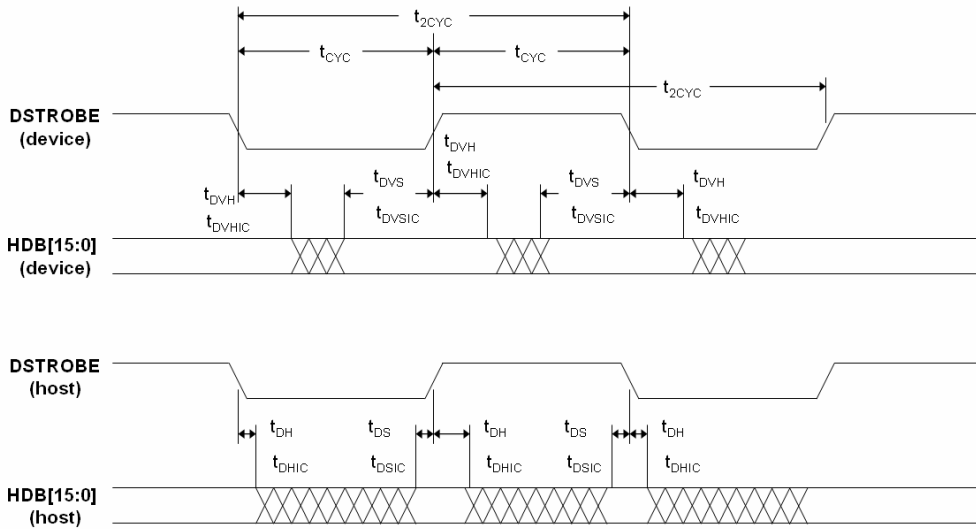 t2CYC
tCYC tCYC
t2CYC
DSTROBE
(device)
tDVH
tDVHIC
tDVS
tDVSIC
tDVH
tDVHIC
tDVS
tDVSIC
tDVH
tDVHIC
HDB[15:0]
(device)
DSTROBE
(host)
tDH
tDHIC
tDS
tDSIC
tDH
tDHIC
tDS
tDSIC
tDH
tDHIC
HDB[15:0]
(host)